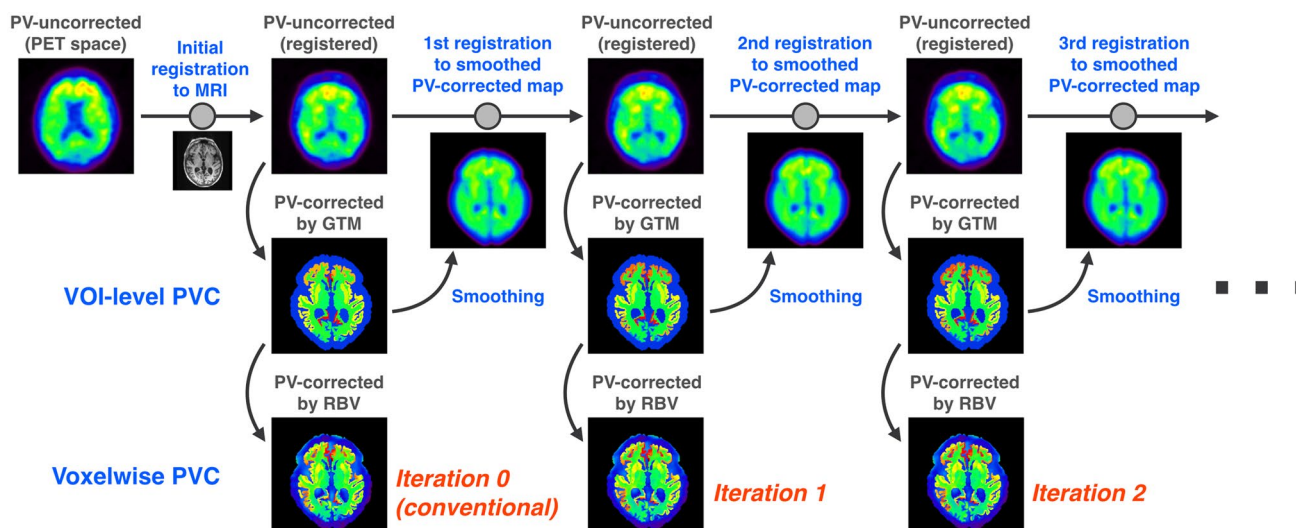 PV-uncorrected
(PET space)
Initial
registration
to MRI
PV-uncorrected
(registered)
1st registration
to smoothed
PV-corrected map
PV-uncorrected
(registered)
2nd registration
to smoothed
PV-corrected map
PV-uncorrected
(registered)
3rd registration
to smoothed
PV-corrected map
PV-corrected
by GTM
PV-corrected
by GTM
PV-corrected
by GTM
VOI-level PVC
Smoothing
Smoothing
Smoothing
PV-corrected
by RBV
PV-corrected
by RBV
PV-corrected
by RBV
Voxelwise PVC
Iteration 0
(conventional)
Iteration 1
Iteration 2